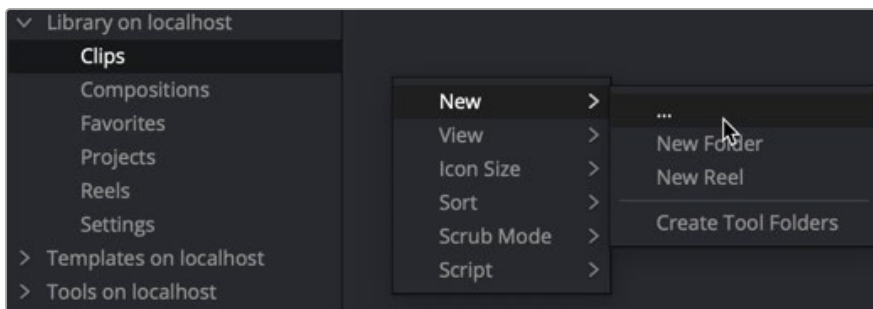 Library on localhost
Clips
Compositions
Favorites
Projects
Reels
Settings
Templates on localhost
Tools on localhost
New
View
Icon Size
Sort
Scrub Mode
Script
...
New Folder
New Reel
Create Tool Folders